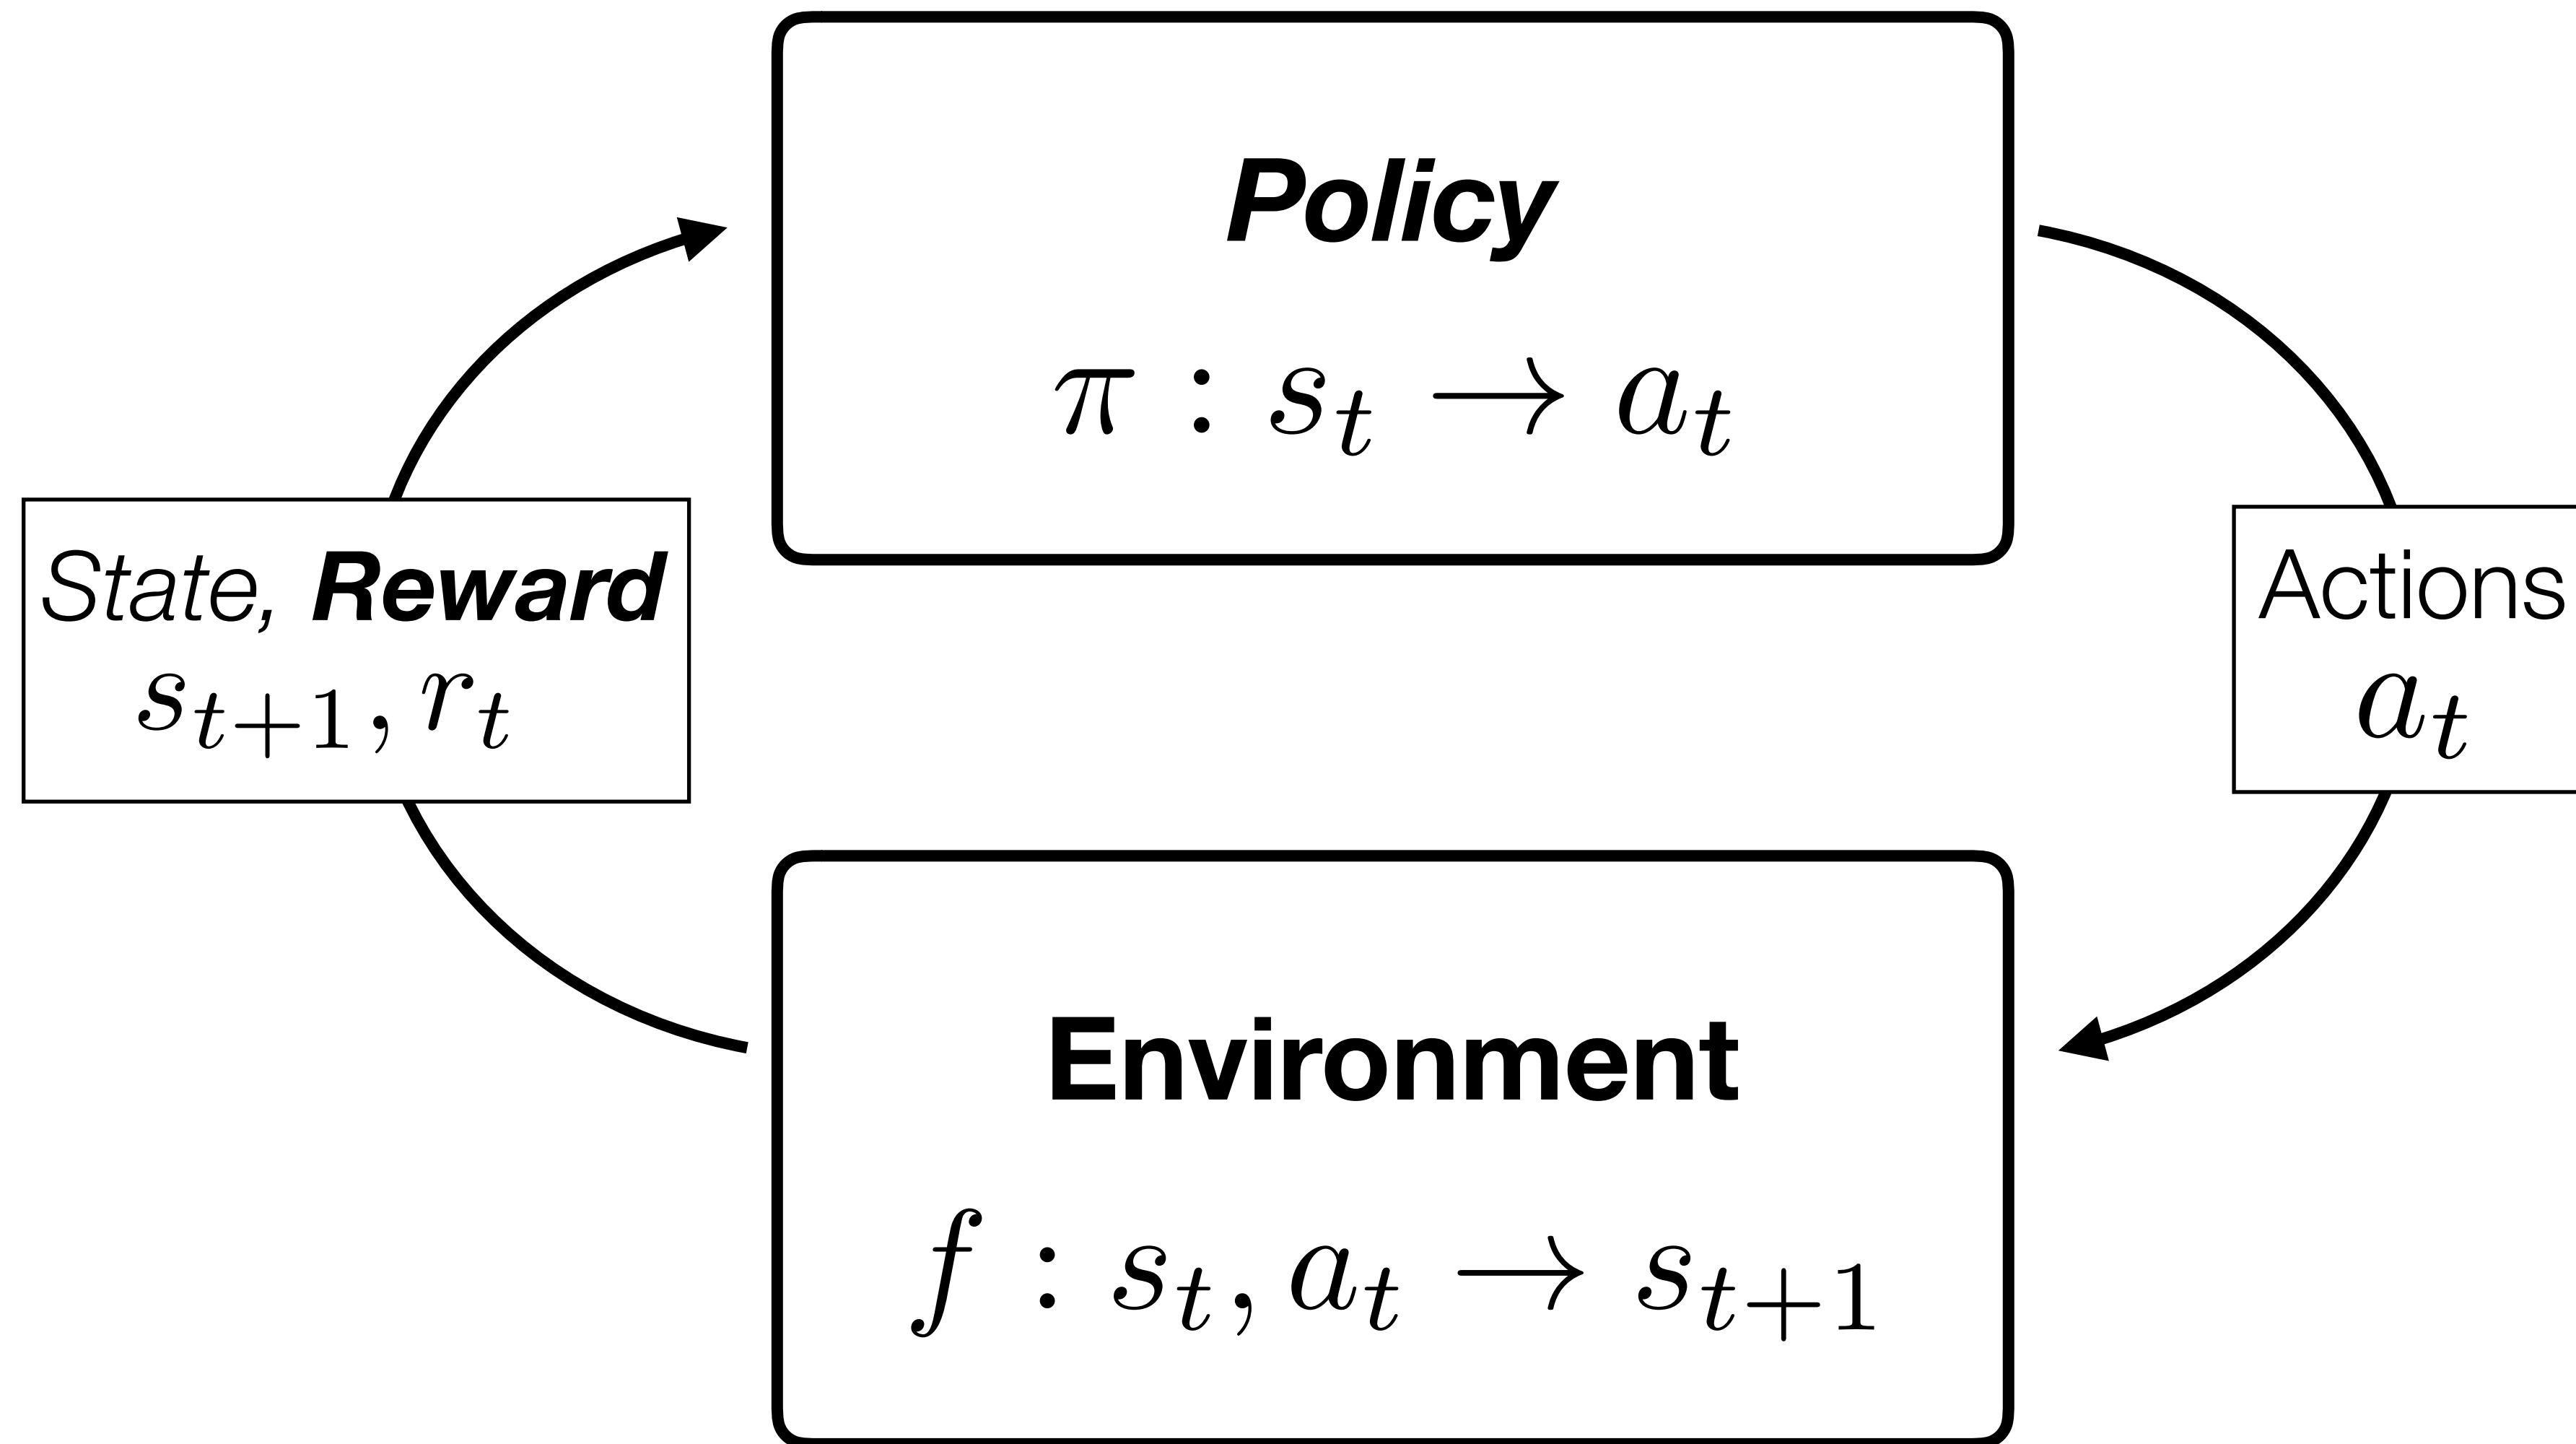 Policy
π : s_t → a_t
State, Reward
s_{t+1}, r_t
Actions
a_t
Environment
f : s_t, a_t → s_{t+1}